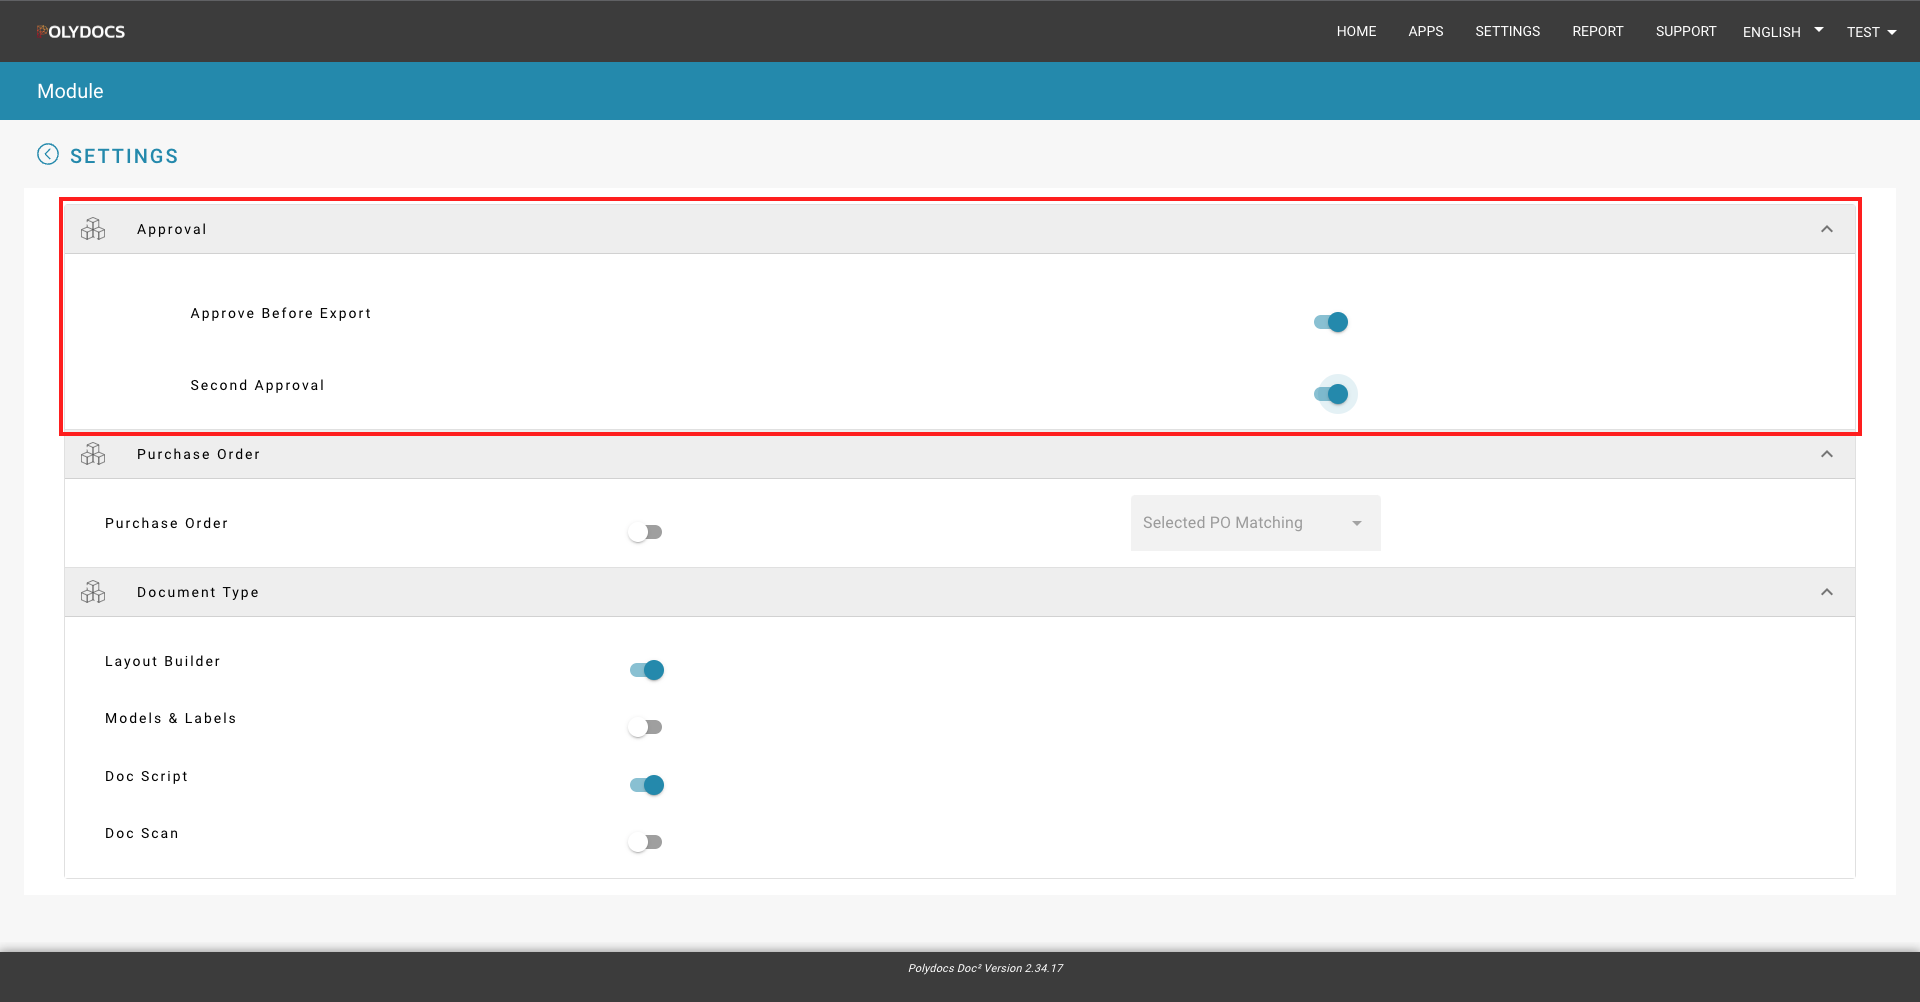 POLYDOCS
HOME APPS SETTINGS REPORT SUPPORT ENGLISH TEST
Module
SETTINGS
Approval
Approve Before Export
Second Approval
Purchase Order
Purchase Order
Selected PO Matching
Document Type
Layout Builder
Models & Labels
Doc Script
Doc Scan
Polydocs Doc² Version 2.34.17